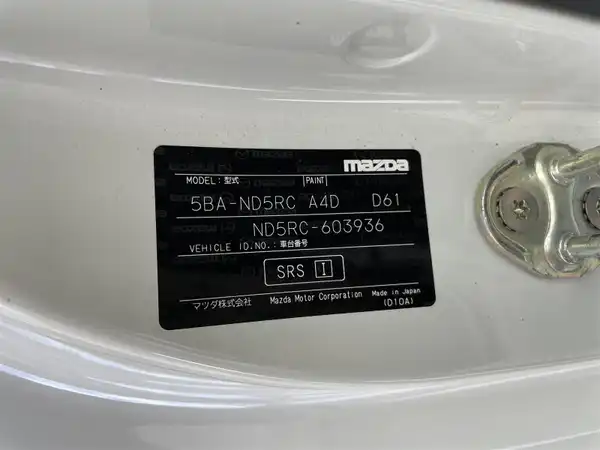 mazda
MODEL: 型式 PAINT
5BA-ND5RC A4D D61
ND5RC-603936
VEHICLE ID.NO.: 車台番号
SRS I
マツダ株式会社 Mazda Motor Corporation Made in Japan
(D10A)